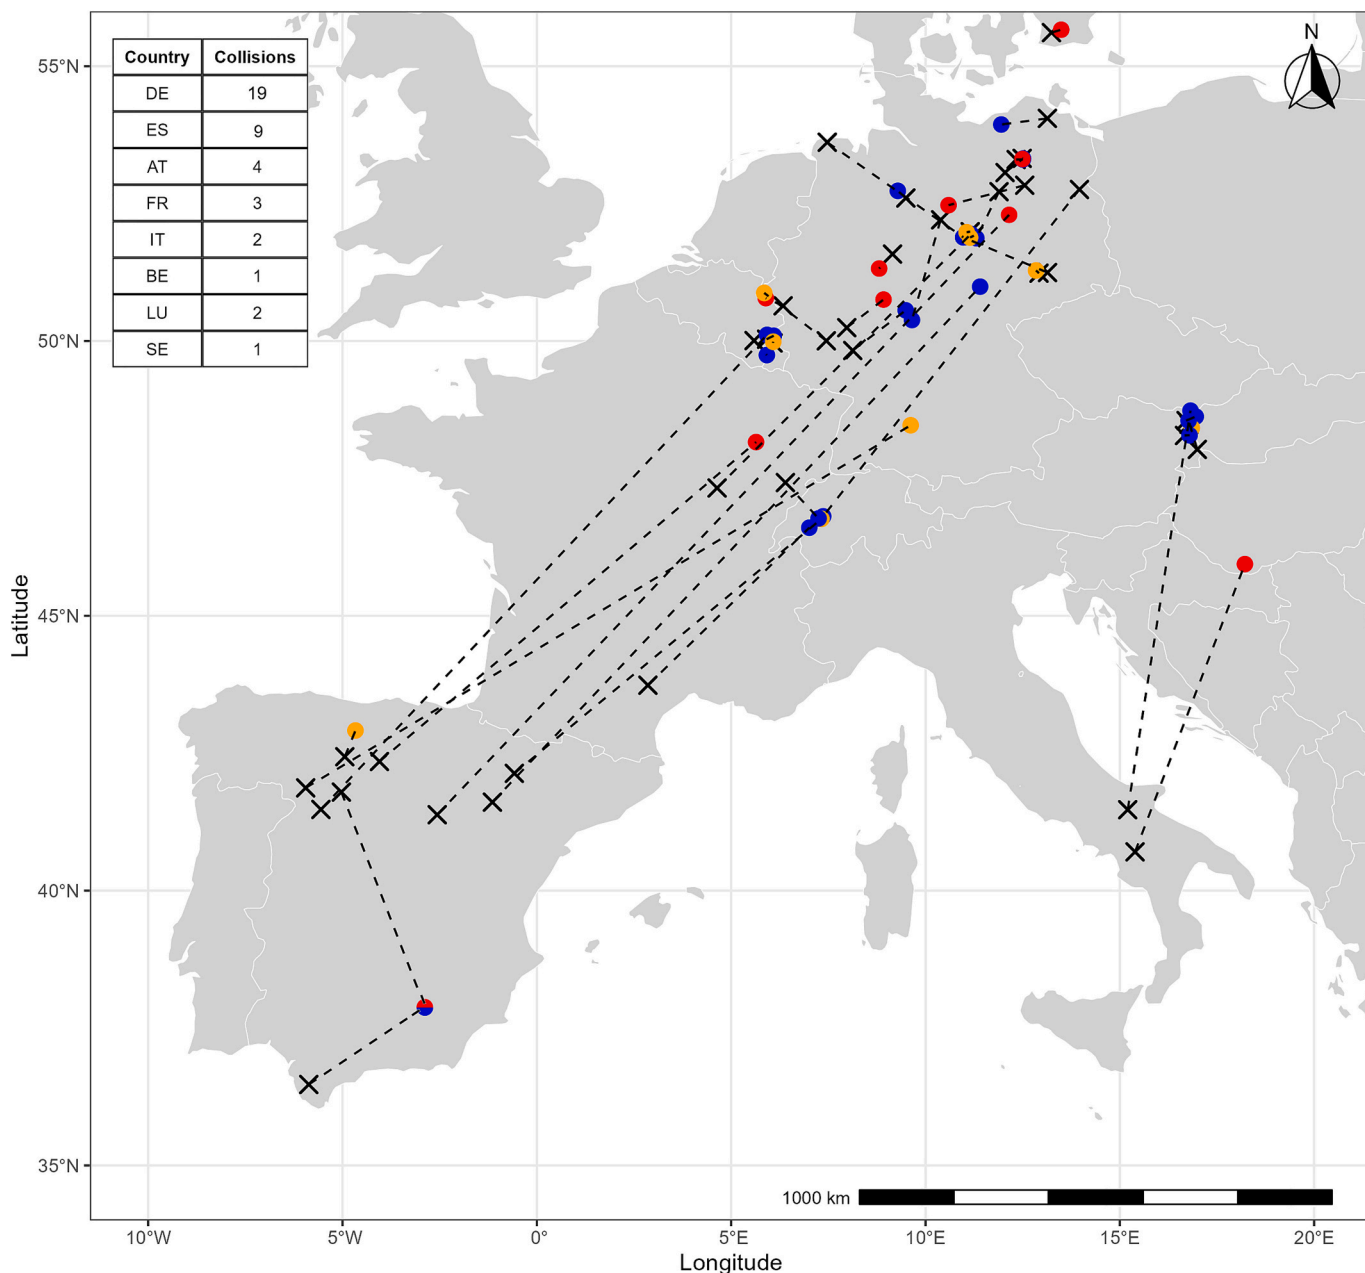 N
Country Collisions
DE 19
ES 9
AT 4
FR 3
IT 2
BE 1
LU 2
SE 1
55°N
50°N
45°N
40°N
35°N
Latitude
1000 km
10°W 5°W 0° 5°E 10°E 15°E 20°E
Longitude